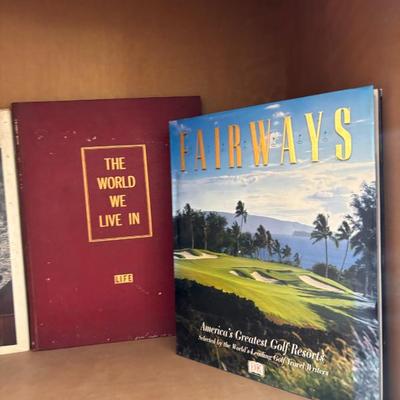 THE
WORLD
WE
LIVE IN
LIFE
FAIRWAYS
America's Greatest Golf Resorts
Selected by the World's Leading Golf Travel Writers
DK